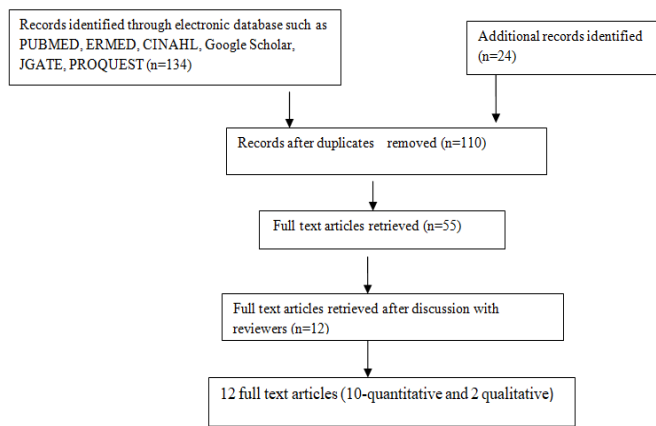 Records identified through electronic database such as
PUBMED, ERMED, CINAHL, Google Scholar,
JGATE, PROQUEST (n=134)
Additional records identified
(n=24)
Records after duplicates removed (n=110)
Full text articles retrieved (n=55)
Full text articles retrieved after discussion with
reviewers (n=12)
12 full text articles (10-quantitative and 2 qualitative)